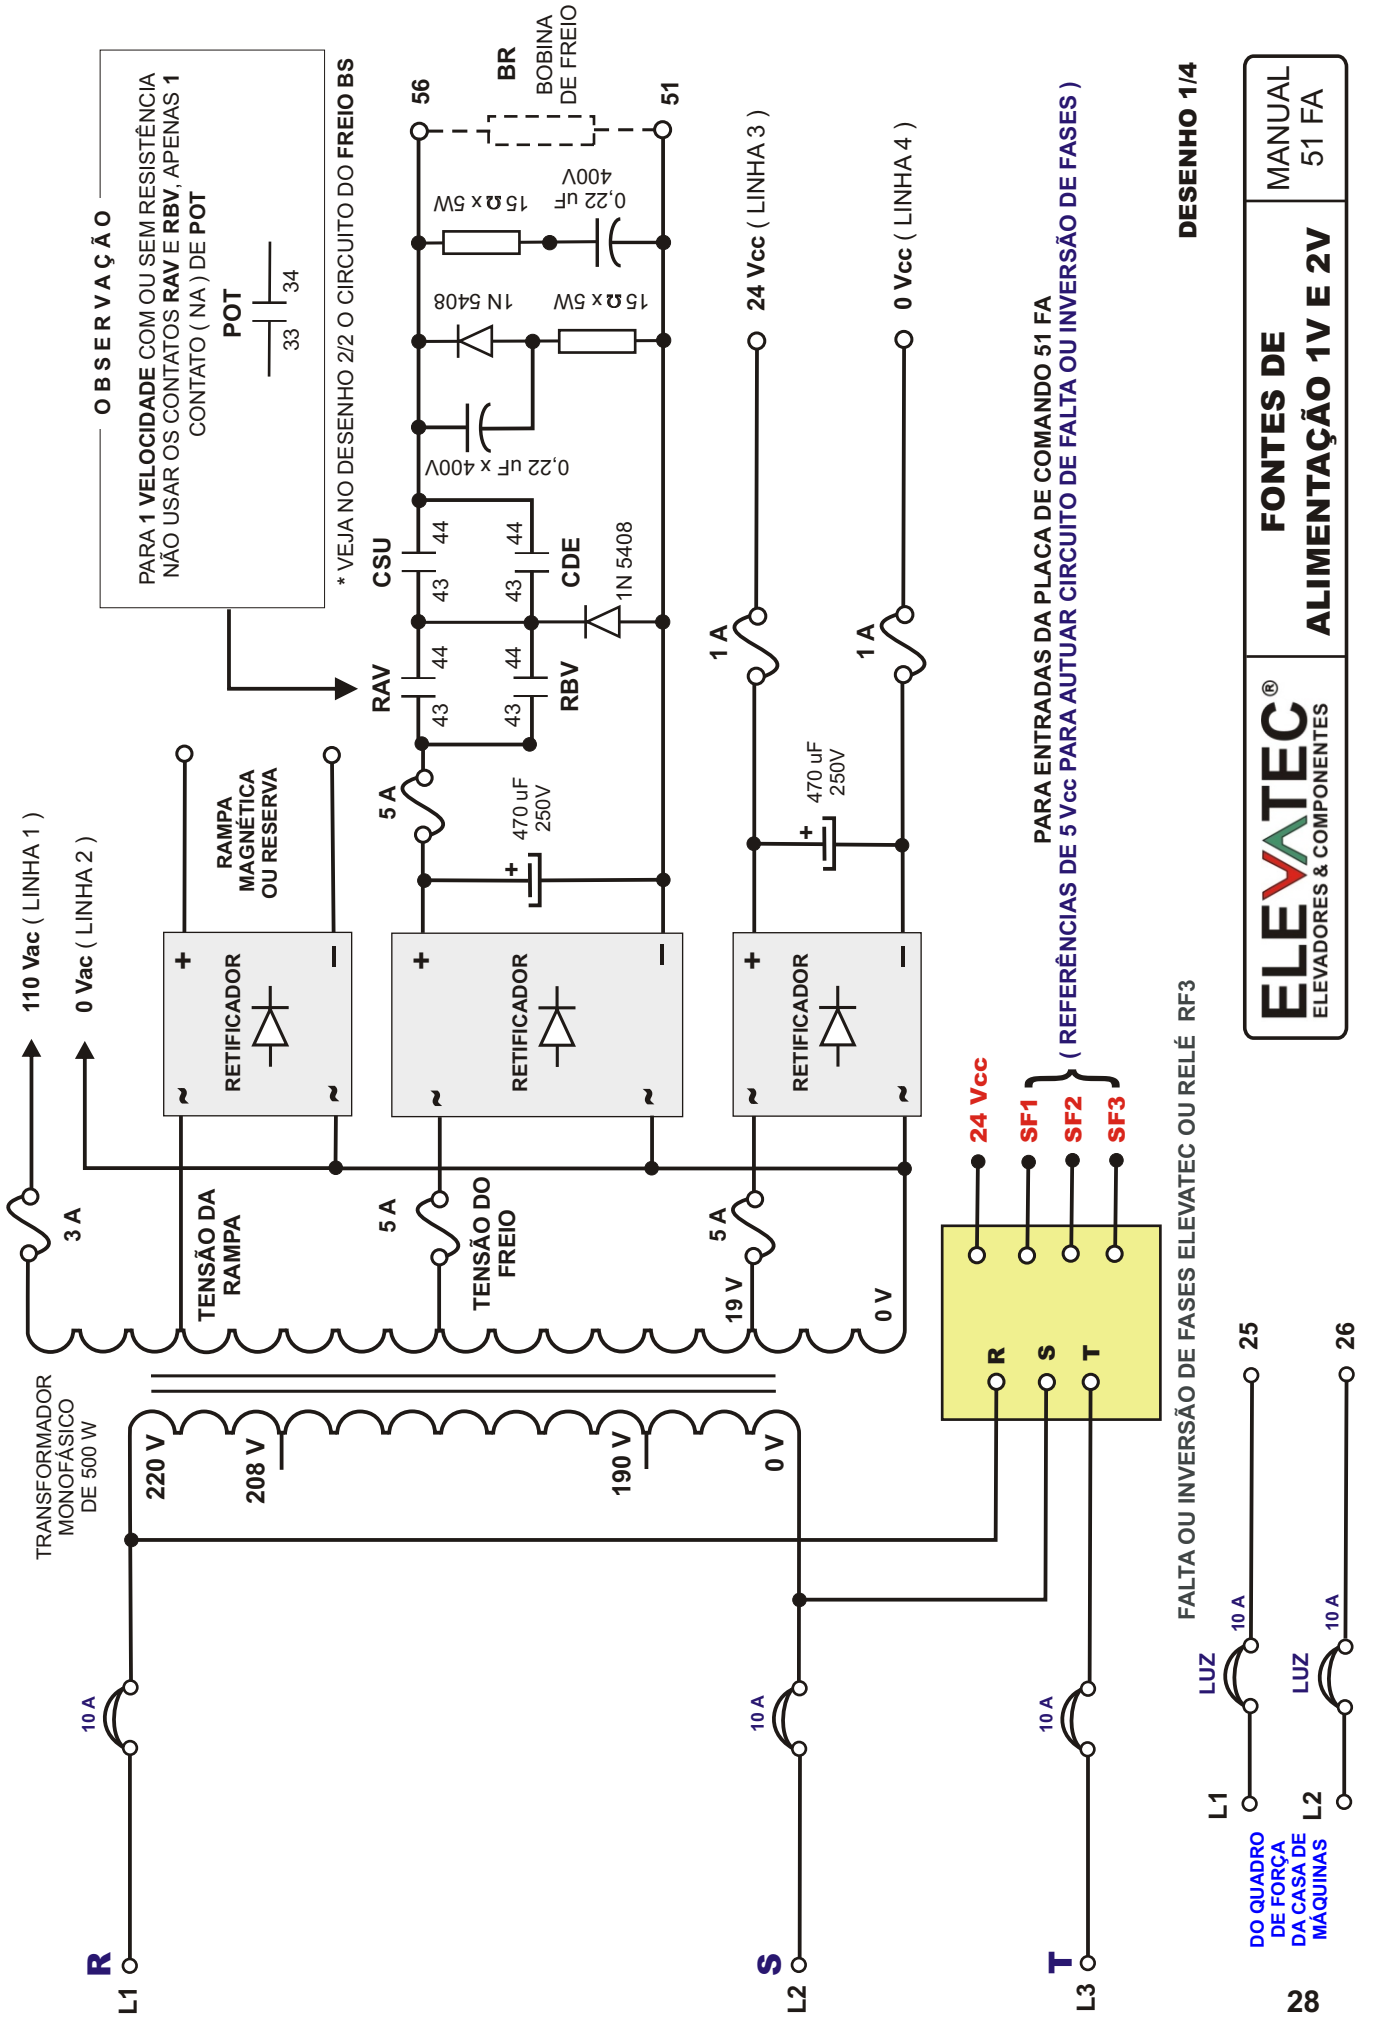 R
L1
10 A
S
L2
10 A
T
L3
10 A
TRANSFORMADOR
MONOFÁSICO
DE 500 W
220 V
208 V
190 V
0 V
3 A
110 Vac ( LINHA 1 )
0 Vac ( LINHA 2 )
TENSÃO DA
RAMPA
5 A
TENSÃO DO
FREIO
5 A
19 V
0 V
~ +
RETIFICADOR
~ −
RAMPA
MAGNÉTICA
OU RESERVA
~ +
RETIFICADOR
~ −
~ +
RETIFICADOR
~ −
5 A
+
470 uF
250V
RAV
43 44
43 44
RBV
CSU
43 44
43 44
CDE
1N 5408
0,22 uF x 400V
1N 5408
15 Ω x 5W
15 Ω x 5W
0,22 uF
400V
56
BR
BOBINA
DE FREIO
51
O B S E R V A Ç Ã O
PARA 1 VELOCIDADE COM OU SEM RESISTÊNCIA
NÃO USAR OS CONTATOS RAV E RBV, APENAS 1
CONTATO ( NA ) DE POT
POT
33 34
* VEJA NO DESENHO 2/2 O CIRCUITO DO FREIO BS
+
470 uF
250V
1 A
24 Vcc ( LINHA 3 )
1 A
0 Vcc ( LINHA 4 )
R
S
T
24 Vcc
SF1
SF2
SF3
PARA ENTRADAS DA PLACA DE COMANDO 51 FA
( REFERÊNCIAS DE 5 Vcc PARA AUTUAR CIRCUITO DE FALTA OU INVERSÃO DE FASES )
FALTA OU INVERSÃO DE FASES ELEVATEC OU RELÉ RF3
DESENHO 1/4
DO QUADRO
DE FORÇA
DA CASA DE
MÁQUINAS
L1
LUZ
10 A
25
L2
LUZ
10 A
26
ELEVATEC®
ELEVADORES & COMPONENTES
FONTES DE
ALIMENTAÇÃO 1V E 2V
MANUAL
51 FA
28